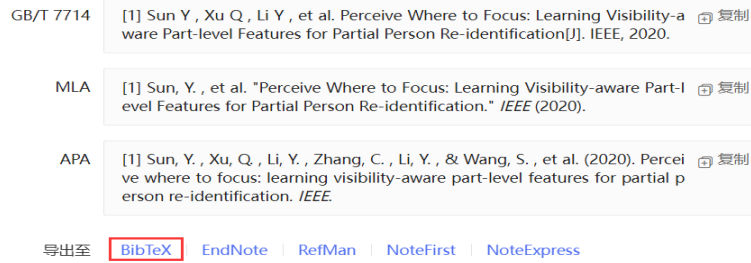 GB/T 7714 [1] Sun Y , Xu Q , Li Y , et al. Perceive Where to Focus: Learning Visibility-a 复制
ware Part-level Features for Partial Person Re-identification[J]. IEEE, 2020.
MLA [1] Sun, Y. , et al. "Perceive Where to Focus: Learning Visibility-aware Part-l 复制
evel Features for Partial Person Re-identification." IEEE (2020).
APA [1] Sun, Y. , Xu, Q. , Li, Y. , Zhang, C. , Li, Y. , & Wang, S. , et al. (2020). Percei 复制
ve where to focus: learning visibility-aware part-level features for partial p
erson re-identification. IEEE.
导出至 BibTeX EndNote RefMan NoteFirst NoteExpress